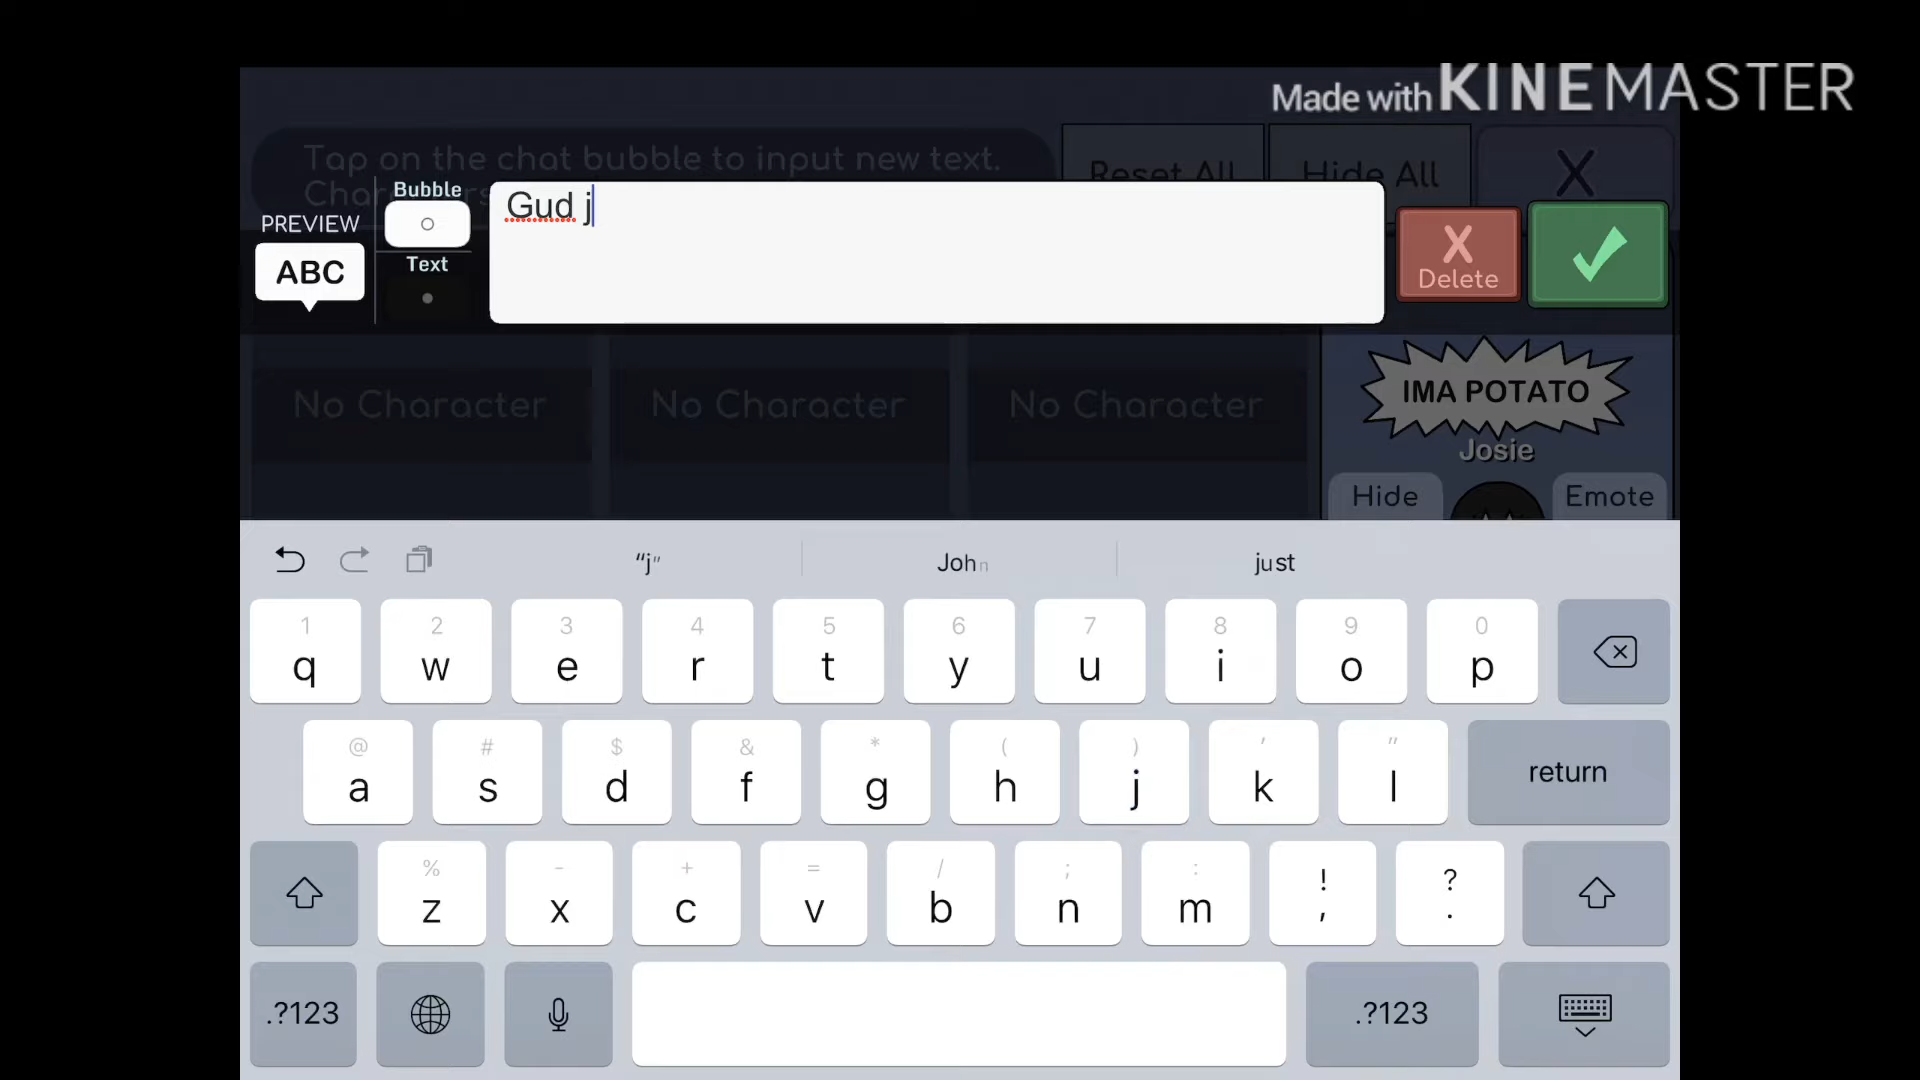 Made with KINEMASTER
Tap on the chat bubble to input new text.
Characters
Reset All
Hide All
X
PREVIEW
ABC
Bubble
Text
Gud j
X
Delete
No Character
No Character
No Character
IMA POTATO
Josie
Hide
Emote
“j”
John
just
1 2 3 4 5 6 7 8 9 0
q w e r t y u i o p
@ # $ & * ( ) ' "
a s d f g h j k l return
% - + = / ; : ! ?
z x c v b n m , .
.?123
.?123